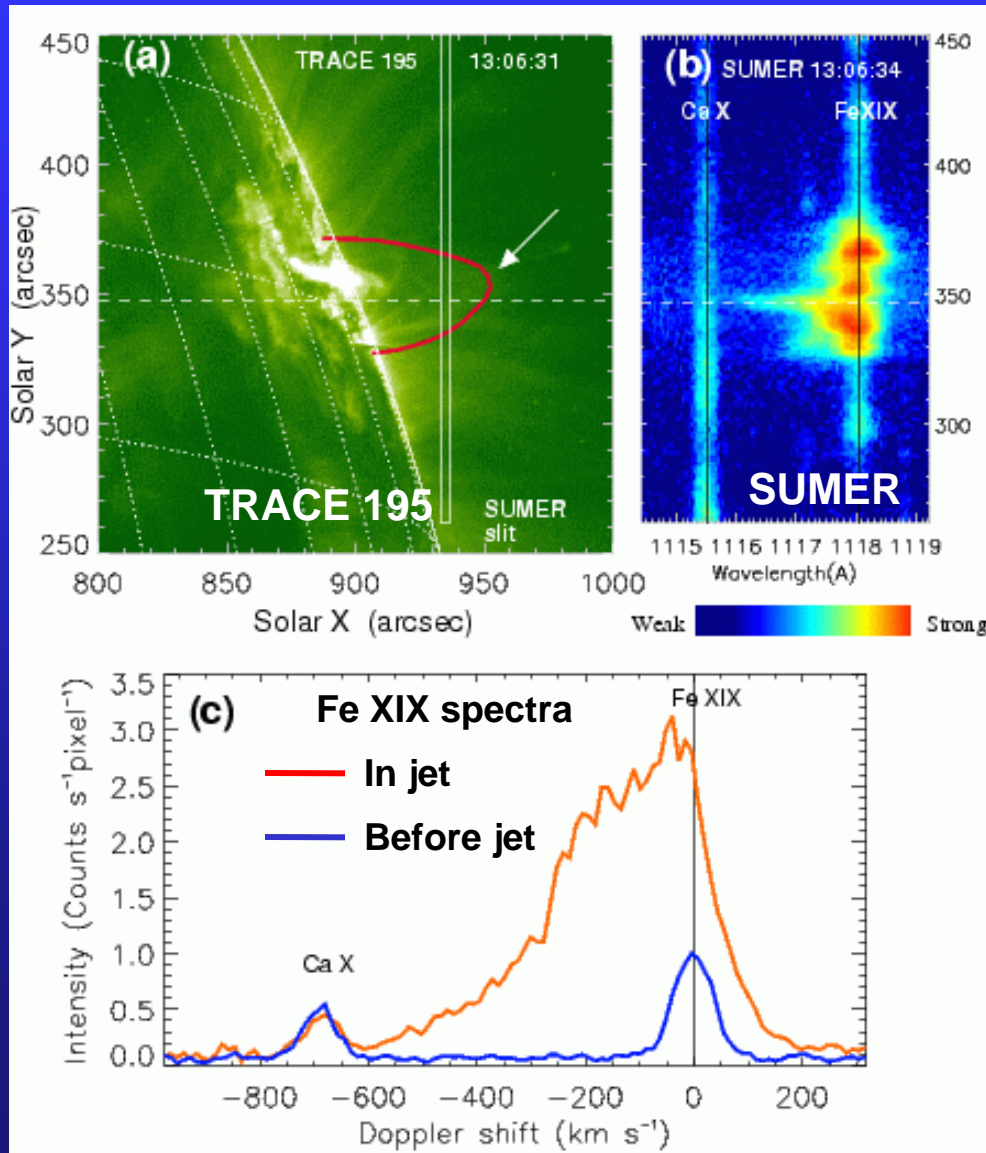 (a) TRACE 195 13:06:31
(b) SUMER 13:06:34
Ca X Fe XIX
450
400
350
300
250
Solar Y (arcsec)
TRACE 195
SUMER
slit
800 850 900 950 1000
Solar X (arcsec)
450
400
350
300
SUMER
1115 1116 1117 1118 1119
Wavelength(A)
Weak Strong
(c) Fe XIX spectra
Fe XIX
In jet
Before jet
Ca X
3.5
3.0
2.5
2.0
1.5
1.0
0.5
0.0
Intensity (Counts s⁻¹pixel⁻¹)
−800 −600 −400 −200 0 200
Doppler shift (km s⁻¹)